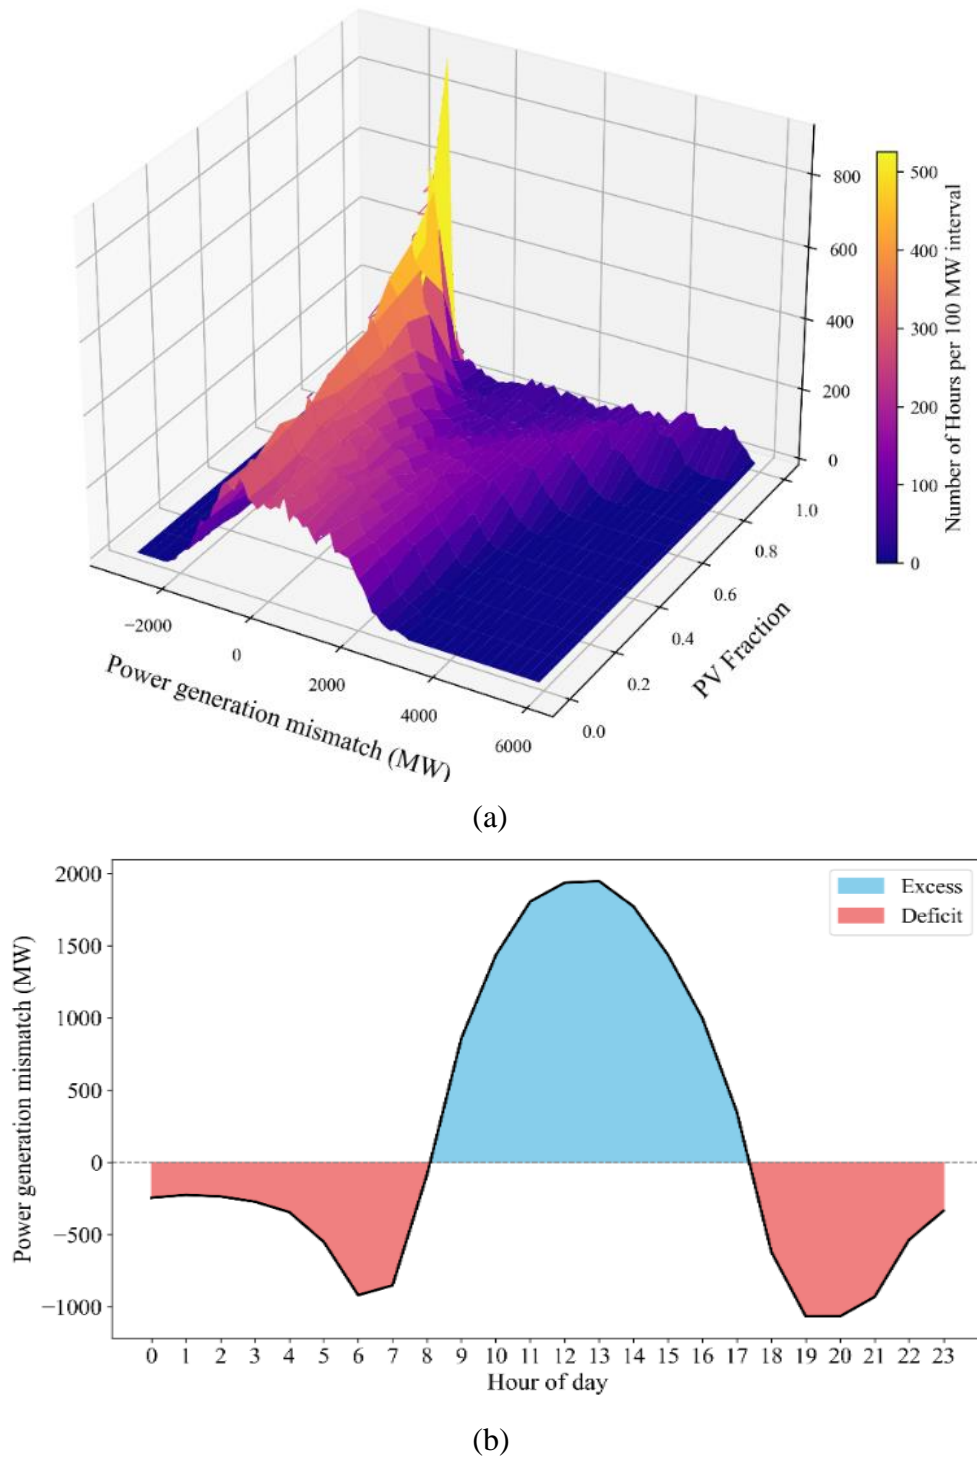 800
600
400
200
0
500
400
300
200
100
0
Number of Hours per 100 MW interval
1.0
0.8
0.6
0.4
0.2
0.0
PV Fraction
−2000
0
2000
4000
6000
Power generation mismatch (MW)
(a)
2000
1500
1000
500
0
−500
−1000
Power generation mismatch (MW)
Excess
Deficit
0 1 2 3 4 5 6 7 8 9 10 11 12 13 14 15 16 17 18 19 20 21 22 23
Hour of day
(b)